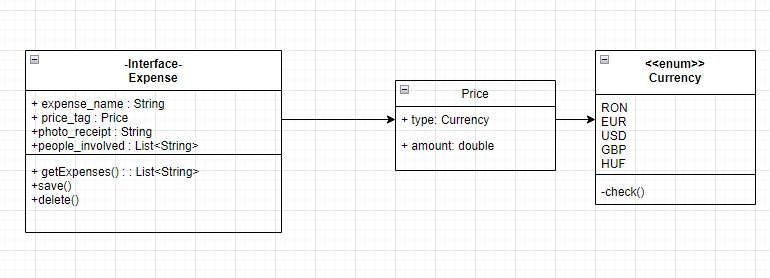 -Interface-
Expense
+ expense_name : String
+ price_tag : Price
+photo_receipt : String
+people_involved : List<String>
+ getExpenses() : : List<String>
+save()
+delete()
Price
+ type: Currency
+ amount: double
<<enum>>
Currency
RON
EUR
USD
GBP
HUF
-check()